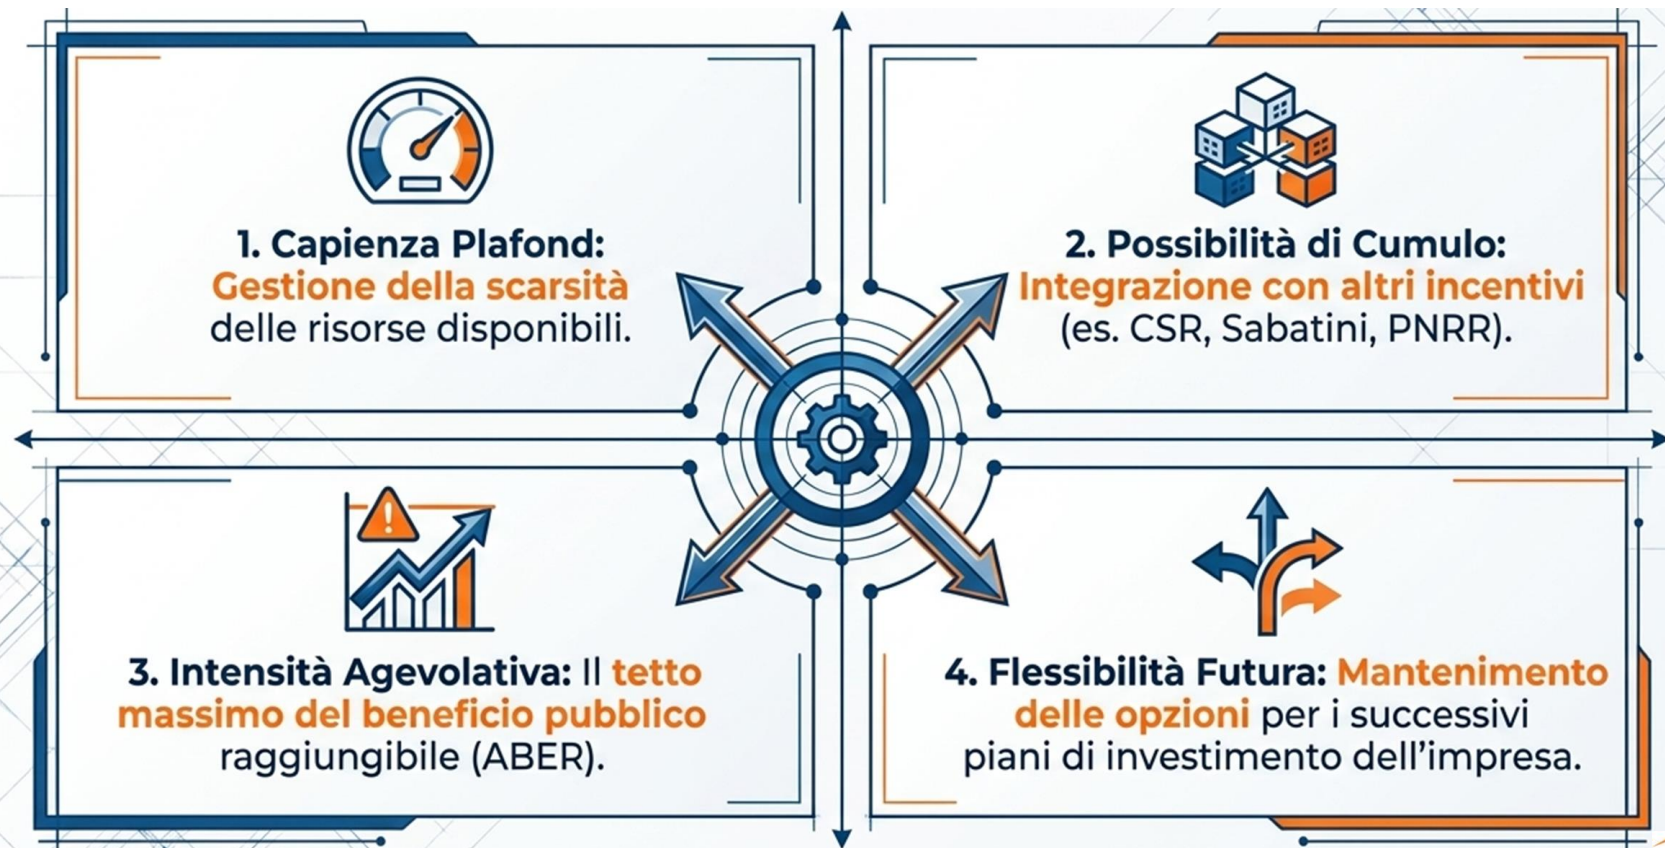 1. Capienza Plafond:
Gestione della scarsità
delle risorse disponibili.
2. Possibilità di Cumulo:
Integrazione con altri incentivi
(es. CSR, Sabatini, PNRR).
3. Intensità Agevolativa: Il tetto
massimo del beneficio pubblico
raggiungibile (ABER).
4. Flessibilità Futura: Mantenimento
delle opzioni per i successivi
piani di investimento dell'impresa.